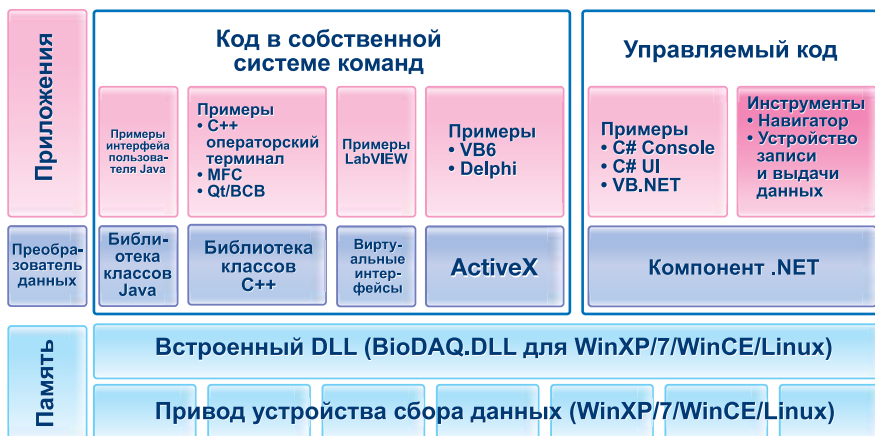 Приложения
Код в собственной
системе команд
Управляемый код
Примеры
интерфейа
пользова-
теля Java
Примеры
• C++
операторский
терминал
• MFC
• Qt/BCB
Примеры
LabVIEW
Примеры
• VB6
• Delphi
Примеры
• C# Console
• C# UI
• VB.NET
Инструменты
• Навигатор
• Устройство
записи
и выдачи
данных
Преобра-
зователь
данных
Библи-
отека
классов
Java
Библиотека
классов
C++
Вирту-
альные
интер-
фейсы
ActiveX
Компонент .NET
Память
Встроенный DLL (BioDAQ.DLL для WinXP/7/WinCE/Linux)
Привод устройства сбора данных (WinXP/7/WinCE/Linux)